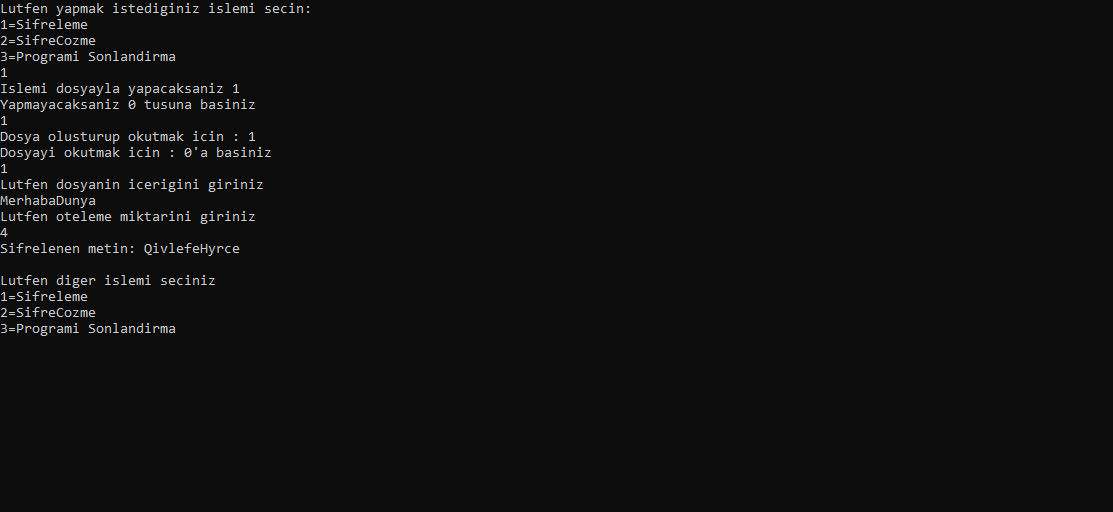 Lutfen yapmak istediginiz islemi secin:
1=Sifreleme
2=SifreCozme
3=Programi Sonlandirma
1
Islemi dosyayla yapacaksaniz 1
Yapmayacaksaniz 0 tusuna basiniz
1
Dosya olusturup okutmak icin : 1
Dosyayi okutmak icin : 0'a basiniz
1
Lutfen dosyanin icerigini giriniz
MerhabaDunya
Lutfen oteleme miktarini giriniz
4
Sifrelenen metin: QivlefeHyrce
Lutfen diger islemi seciniz
1=Sifreleme
2=SifreCozme
3=Programi Sonlandirma